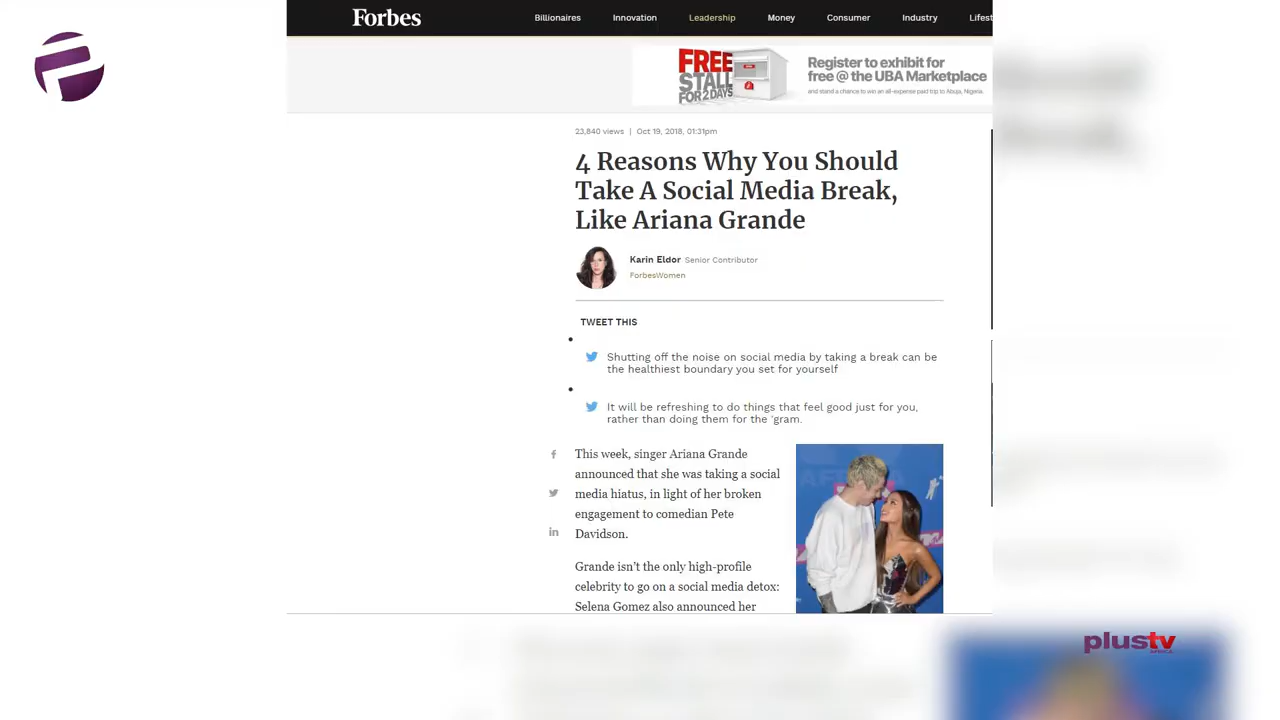 Forbes
Billionaires Innovation Leadership Money Consumer Industry Lifest
FREE
STALL
FOR 2 DAYS
Register to exhibit for
free @ the UBA Marketplace
and stand a chance to win an all-expense paid trip to Abuja, Nigeria.
23,840 views | Oct 19, 2018, 01:31pm
4 Reasons Why You Should
Take A Social Media Break,
Like Ariana Grande
Karin Eldor Senior Contributor
ForbesWomen
TWEET THIS
Shutting off the noise on social media by taking a break can be
the healthiest boundary you set for yourself
It will be refreshing to do things that feel good just for you,
rather than doing them for the 'gram.
This week, singer Ariana Grande
announced that she was taking a social
media hiatus, in light of her broken
engagement to comedian Pete
Davidson.
Grande isn't the only high-profile
celebrity to go on a social media detox:
Selena Gomez also announced her
plustv